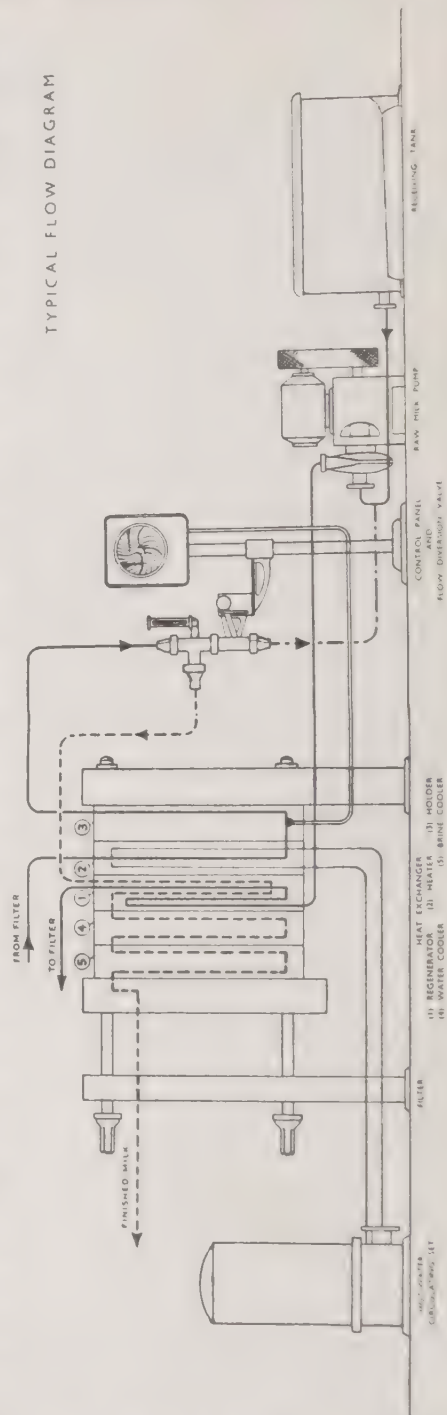 TYPICAL FLOW DIAGRAM
FROM FILTER
TO FILTER
⑤ ④ ① ② ③
FINISHED MILK
CIRCULATING SET
FILTER
HEAT EXCHANGER
(1) REGENERATOR (2) HEATER (3) HOLDER
(4) WATER COOLER (5) BRINE COOLER
CONTROL PANEL
AND
FLOW DIVERSION VALVE
RAW MILK PUMP
RECEIVING TANK